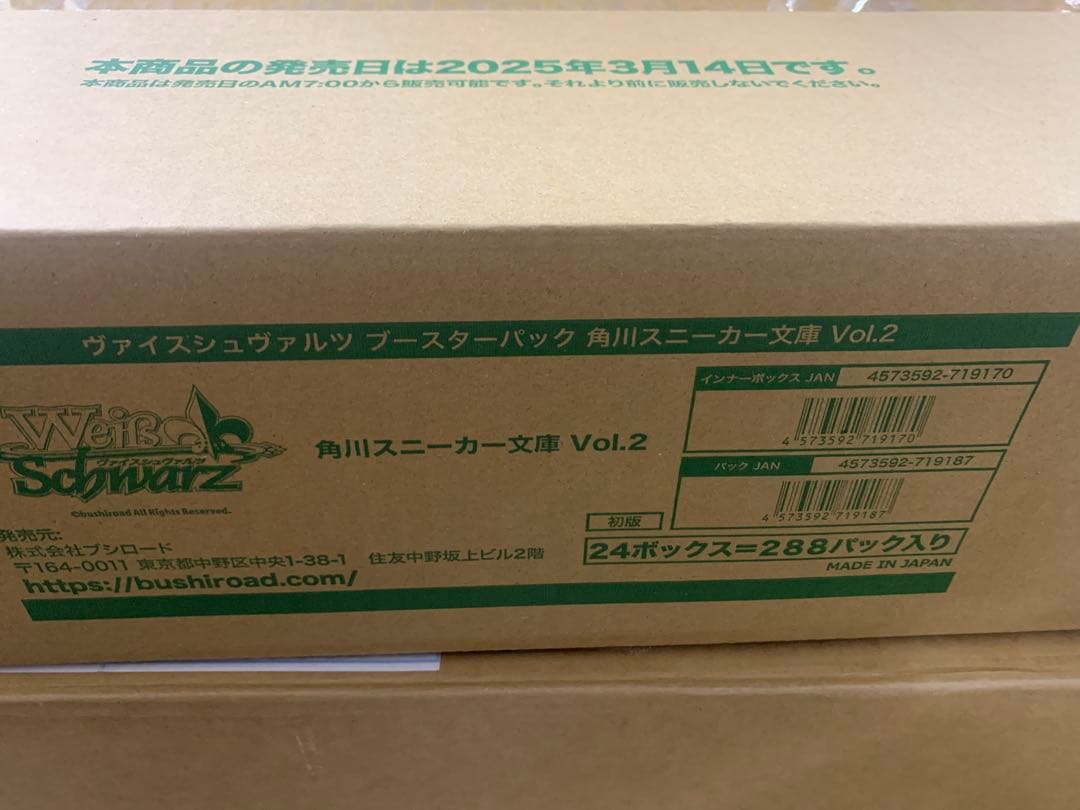 本商品の発売日は2025年3月14日です。
本商品は発売日のAM7:00から販売可能です。それより前に販売しないでください。
ヴァイスシュヴァルツ ブースターパック 角川スニーカー文庫 Vol.2
インナーボックス JAN 4573592-719170
4 573592 719170
Weiß
ヴァイスシュヴァルツ
Schwarz
角川スニーカー文庫 Vol.2
パック JAN 4573592-719187
4 573592 719187
©bushiroad All Rights Reserved.
初版
発売元:
株式会社ブシロード
〒164-0011 東京都中野区中央1-38-1 住友中野坂上ビル2階
https://bushiroad.com/
24ボックス=288パック入り
MADE IN JAPAN